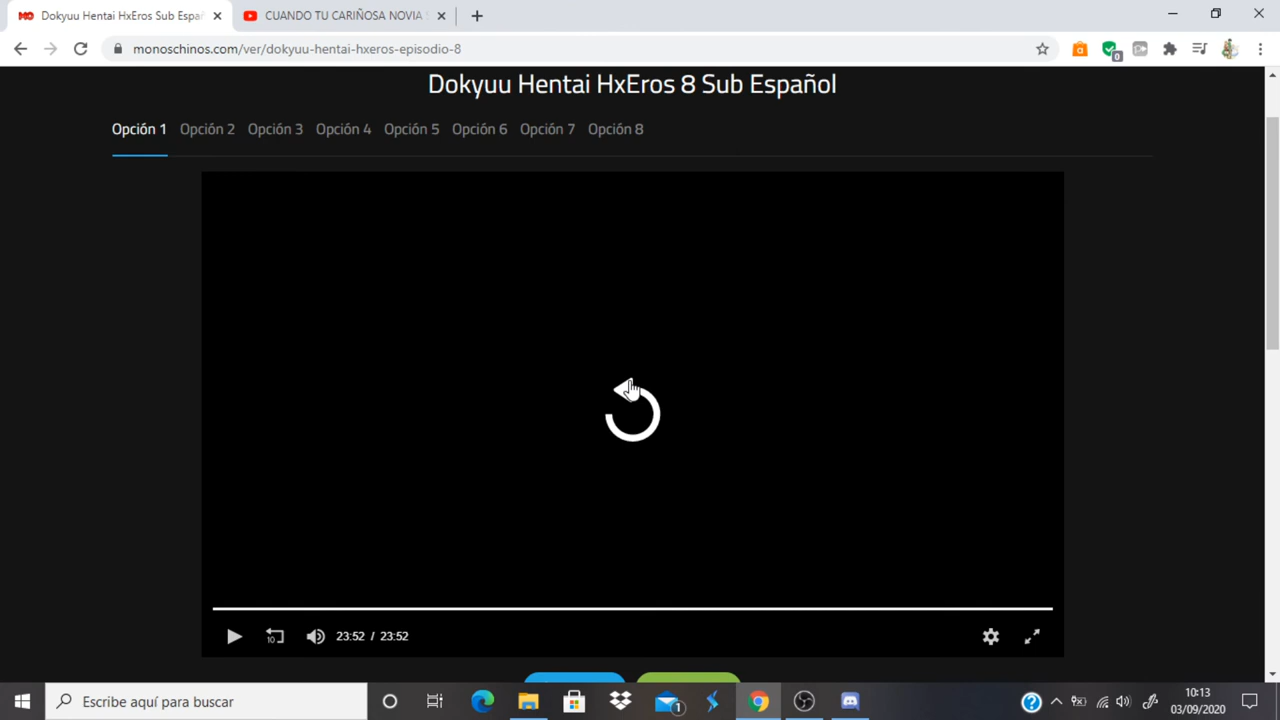 Dokyuu Hentai HxEros Sub Españ
CUANDO TU CARIÑOSA NOVIA
monoschinos.com/ver/dokyuu-hentai-hxeros-episodio-8
0
Dokyuu Hentai HxEros 8 Sub Español
Opción 1 Opción 2 Opción 3 Opción 4 Opción 5 Opción 6 Opción 7 Opción 8
10 23:52 / 23:52
Escribe aquí para buscar
1
10:13
03/09/2020